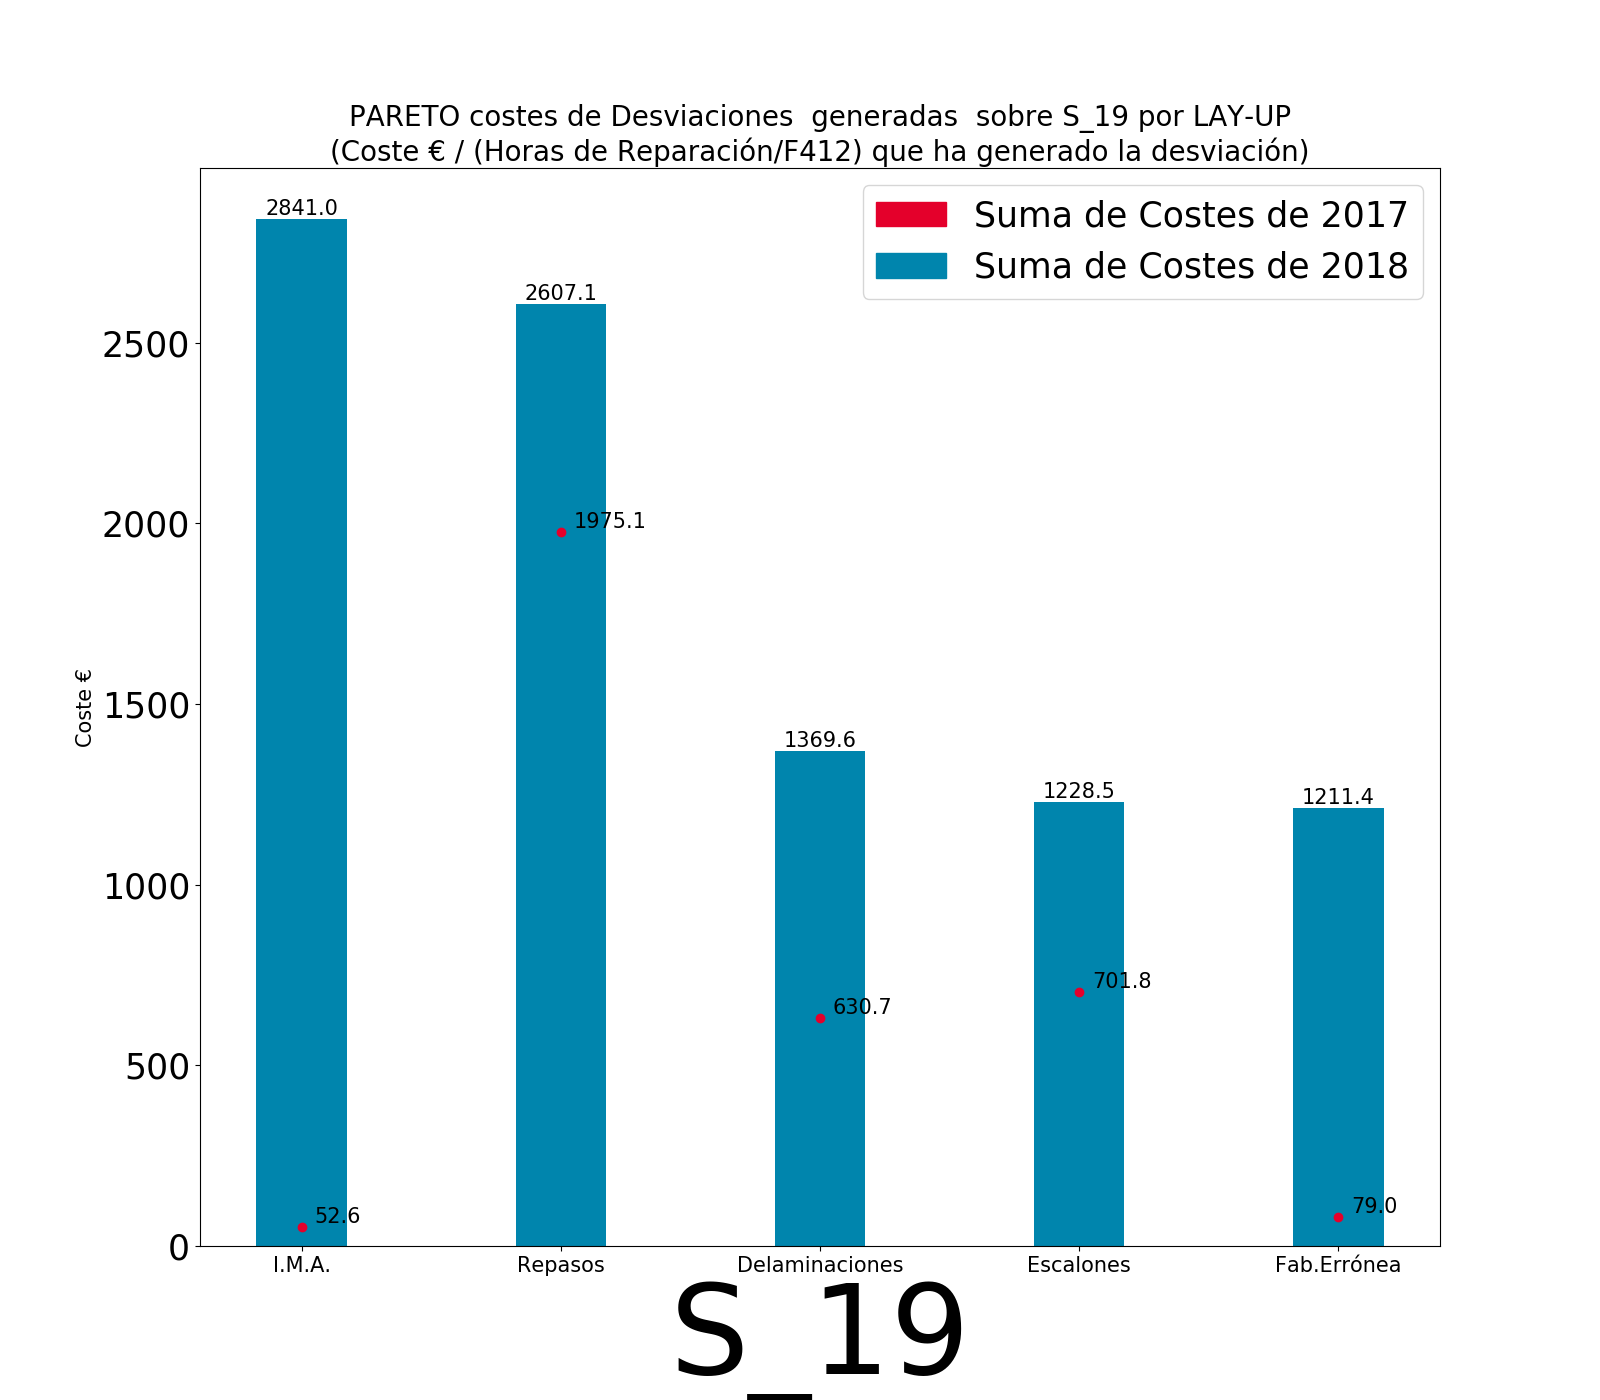 PARETO costes de Desviaciones  generadas  sobre S_19 por LAY-UP
(Coste € / (Horas de Reparación/F412) que ha generado la desviación)
Suma de Costes de 2017
Suma de Costes de 2018
2841.0
2607.1
2500
2000
1975.1
1369.6
1228.5
1211.4
Coste €
1500
1000
701.8
630.7
500
52.6
79.0
0
I.M.A.
Repasos
Delaminaciones
Escalones
Fab.Errónea
S_19